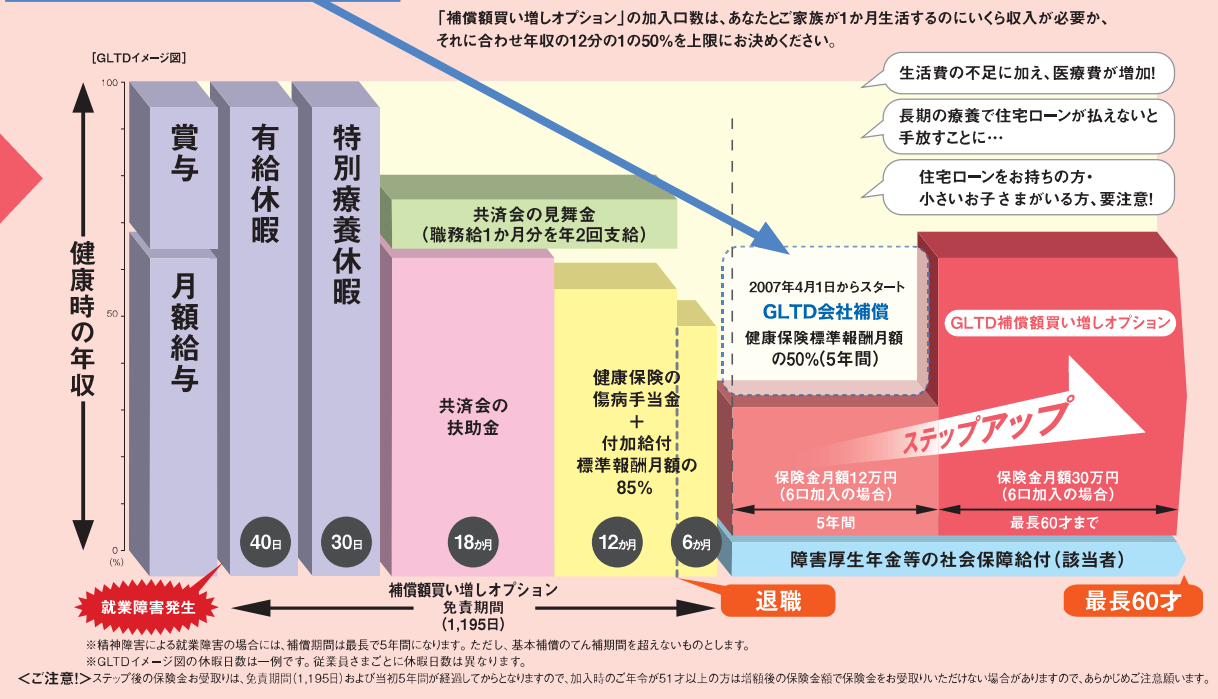 「補償額買い増しオプション」の加入口数は、あなたとご家族が1か月生活するのにいくら収入が必要か、
それに合わせ年収の12分の1の50%を上限にお決めください。
[GLTDイメージ図]
生活費の不足に加え、医療費が増加!
長期の療養で住宅ローンが払えないと
手放すことに…
住宅ローンをお持ちの方・
小さいお子さまがいる方、要注意!
健康時の年収
100
50
0
(%)
賞与
月額給与
有給休暇
40日
特別療養休暇
30日
共済会の見舞金
(職務給1か月分を年2回支給)
共済会の
扶助金
18か月
健康保険の
傷病手当金
+
付加給付
標準報酬月額の
85%
12か月
6か月
2007年4月1日からスタート
GLTD会社補償
健康保険標準報酬月額
の50%(5年間)
GLTD補償額買い増しオプション
ステップアップ
保険金月額12万円
(6口加入の場合)
5年間
保険金月額30万円
(6口加入の場合)
最長60才まで
障害厚生年金等の社会保障給付(該当者)
就業障害発生
補償額買い増しオプション
免責期間
(1,195日)
退職
最長60才
※精神障害による就業障害の場合には、補償期間は最長で5年間になります。ただし、基本補償のてん補期間を超えないものとします。
※GLTDイメージ図の休暇日数は一例です。従業員さまごとに休暇日数は異なります。
<ご注意!>ステップ後の保険金お受取りは、免責期間(1,195日)および当初5年間が経過してからとなりますので、加入時のご年令が51才以上の方は増額後の保険金額で保険金をお受取りいただけない場合がありますので、あらかじめご注意願います。